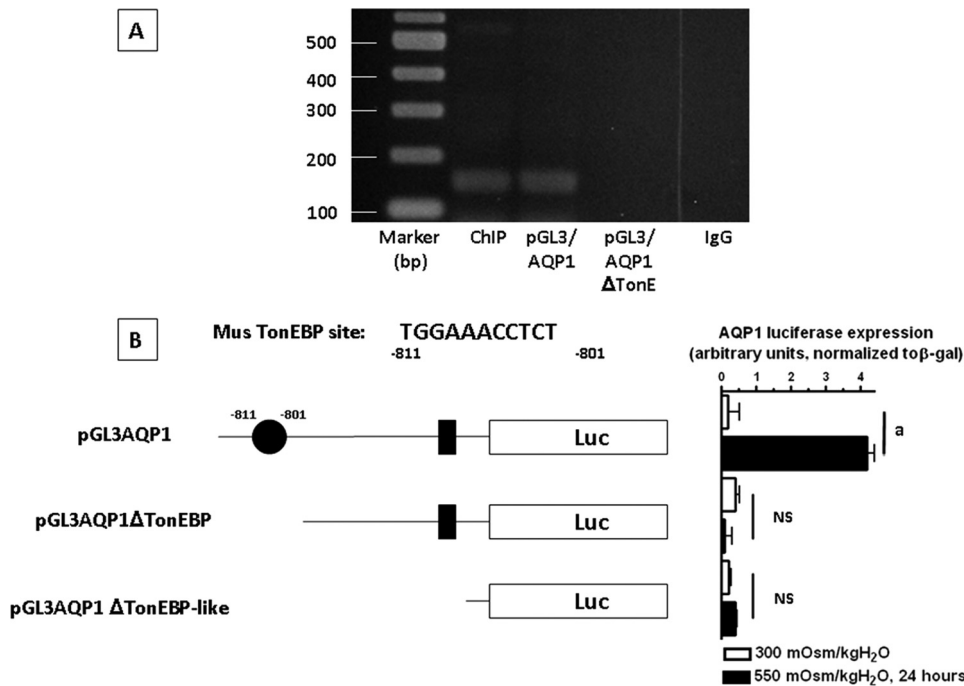 A
500
400
300
200
100
Marker (bp)
ChIP
pGL3/ AQP1
pGL3/ AQP1 ΔTonE
IgG
B
Mus TonEBP site: TGGAAACCTCT
-811 -801
AQP1 luciferase expression
(arbitrary units, normalized toβ-gal)
0 1 2 3 4
-811 -801
pGL3AQP1
Luc
a
pGL3AQP1ΔTonEBP
Luc
NS
pGL3AQP1 ΔTonEBP-like
Luc
NS
300 mOsm/kgH₂O
550 mOsm/kgH₂O, 24 hours